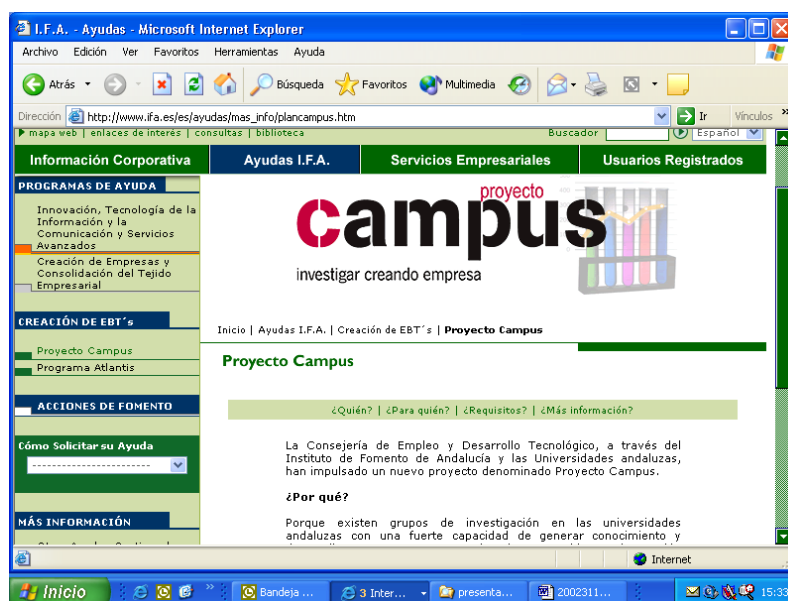 I.F.A. - Ayudas - Microsoft Internet Explorer
Archivo Edición Ver Favoritos Herramientas Ayuda
Atrás Búsqueda Favoritos Multimedia
Dirección http://www.ifa.es/es/ayudas/mas_info/plancampus.htm Ir Vínculos »
mapa web | enlaces de interés | consultas | biblioteca Buscador Español
Información Corporativa Ayudas I.F.A. Servicios Empresariales Usuarios Registrados
PROGRAMAS DE AYUDA
Innovación, Tecnología de la
Información y la
Comunicación y Servicios
Avanzados
Creación de Empresas y
Consolidación del Tejido
Empresarial
CREACIÓN DE EBT´s
Proyecto Campus
Programa Atlantis
ACCIONES DE FOMENTO
Cómo Solicitar su Ayuda
------------------------
MÁS INFORMACIÓN
proyecto
campus
investigar creando empresa
Inicio | Ayudas I.F.A. | Creación de EBT´s | Proyecto Campus
Proyecto Campus
¿Quién? | ¿Para quién? | ¿Requisitos? | ¿Más información?
La Consejería de Empleo y Desarrollo Tecnológico, a través del
Instituto de Fomento de Andalucía y las Universidades andaluzas,
han impulsado un nuevo proyecto denominado Proyecto Campus.
¿Por qué?
Porque existen grupos de investigación en las universidades
andaluzas con una fuerte capacidad de generar conocimiento y
Internet
Inicio » Bandeja ... 3 Inter... presenta... 2002311... 15:33